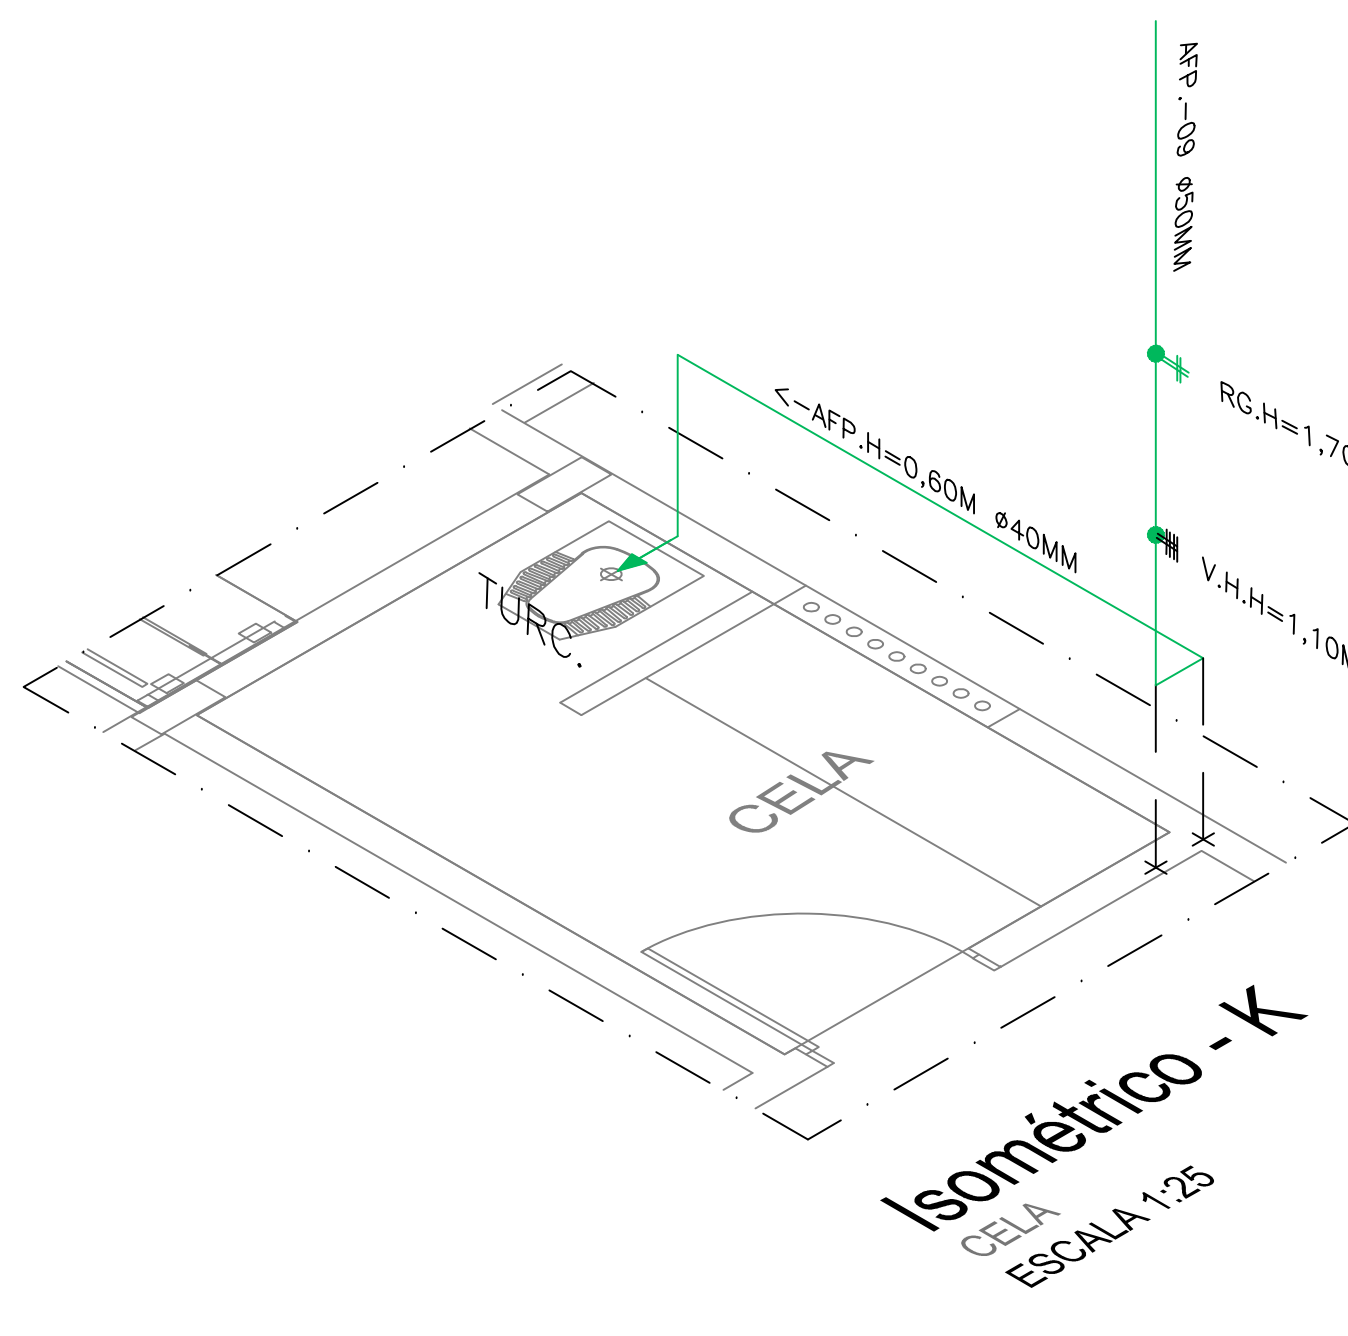 AFP.-09 ø50MM
RG.H=1,70
<-AFP.H=0,60M ø40MM
V.H.H=1,10M
TURC.
CELA
Isométrico - K
CELA
ESCALA 1:25